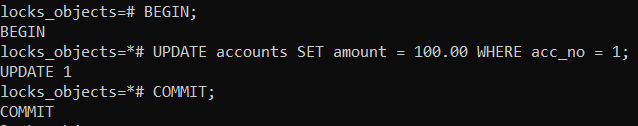 locks_objects=# BEGIN;
BEGIN
locks_objects=*# UPDATE accounts SET amount = 100.00 WHERE acc_no = 1;
UPDATE 1
locks_objects=*# COMMIT;
COMMIT